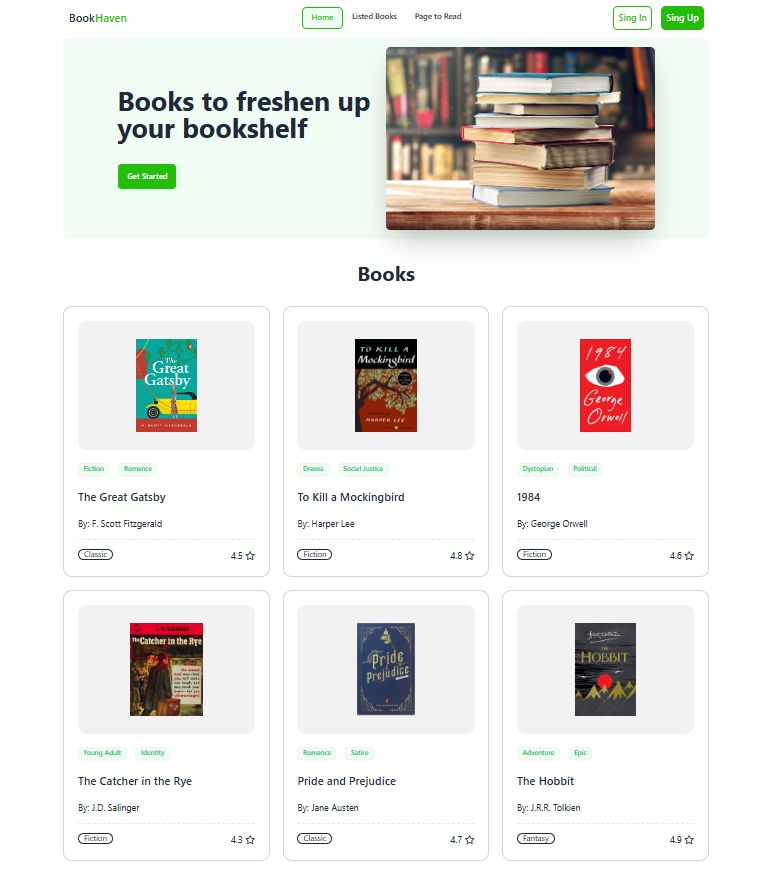 BookHaven
Home
Listed Books
Page to Read
Sing In
Sing Up
Books to freshen up
your bookshelf
Get Started
Books
The
Great
Gatsby
F. SCOTT FITZGERALD
Fiction
Romance
The Great Gatsby
By: F. Scott Fitzgerald
Classic
4.5
TO KILL A
Mockingbird
HARPER LEE
Drama
Social Justice
To Kill a Mockingbird
By: Harper Lee
Fiction
4.8
1984
George
Orwell
Dystopian
Political
1984
By: George Orwell
Fiction
4.6
J. D. SALINGER
The Catcher in the Rye
Young Adult
Identity
The Catcher in the Rye
By: J.D. Salinger
Fiction
4.3
Pride
Prejudice
Romance
Satire
Pride and Prejudice
By: Jane Austen
Classic
4.7
THE
HOBBIT
Adventure
Epic
The Hobbit
By: J.R.R. Tolkien
Fantasy
4.9